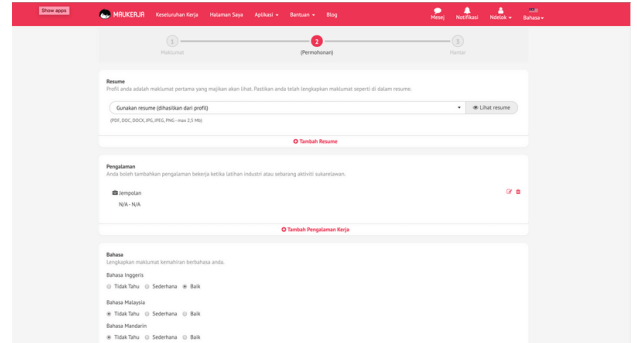 Show apps
MAUKERJA Keseluruhan Kerja Halaman Saya Aplikasi Bantuan Blog Mesej Notifikasi Ndelok Bahasa
1 2 3
Maklumat (Permohonan) Hantar
Resume
Profil anda adalah maklumat pertama yang majikan akan lihat. Pastikan anda telah lengkapkan maklumat seperti di dalam resume.
Gunakan resume (dihasilkan dari profil) Lihat resume
(PDF, DOC, DOCX, JPG, JPEG, PNG - max 2,5 Mb)
Tambah Resume
Pengalaman
Anda boleh tambahkan pengalaman bekerja ketika latihan industri atau sebarang aktiviti sukarelawan.
Jempolan
N/A - N/A
Tambah Pengalaman Kerja
Bahasa
Lengkapkan maklumat kemahiran berbahasa anda.
Bahasa Inggeris
Tidak Tahu Sederhana Baik
Bahasa Malaysia
Tidak Tahu Sederhana Baik
Bahasa Mandarin
Tidak Tahu Sederhana Baik